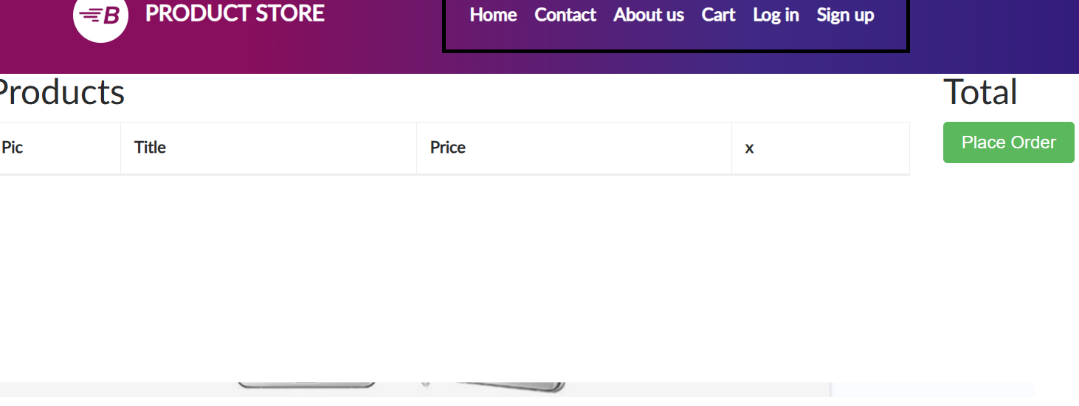 B PRODUCT STORE Home Contact About us Cart Log in Sign up
Products Total
Pic Title Price x Place Order